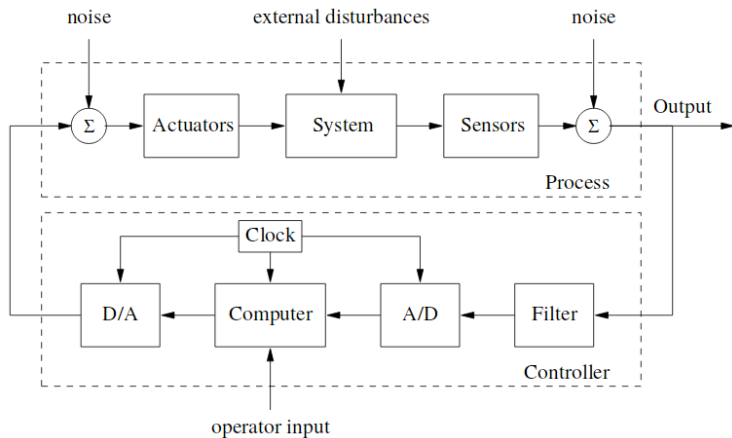 noise
external disturbances
noise
Output
Σ
Actuators
System
Sensors
Σ
Process
Clock
D/A
Computer
A/D
Filter
Controller
operator input